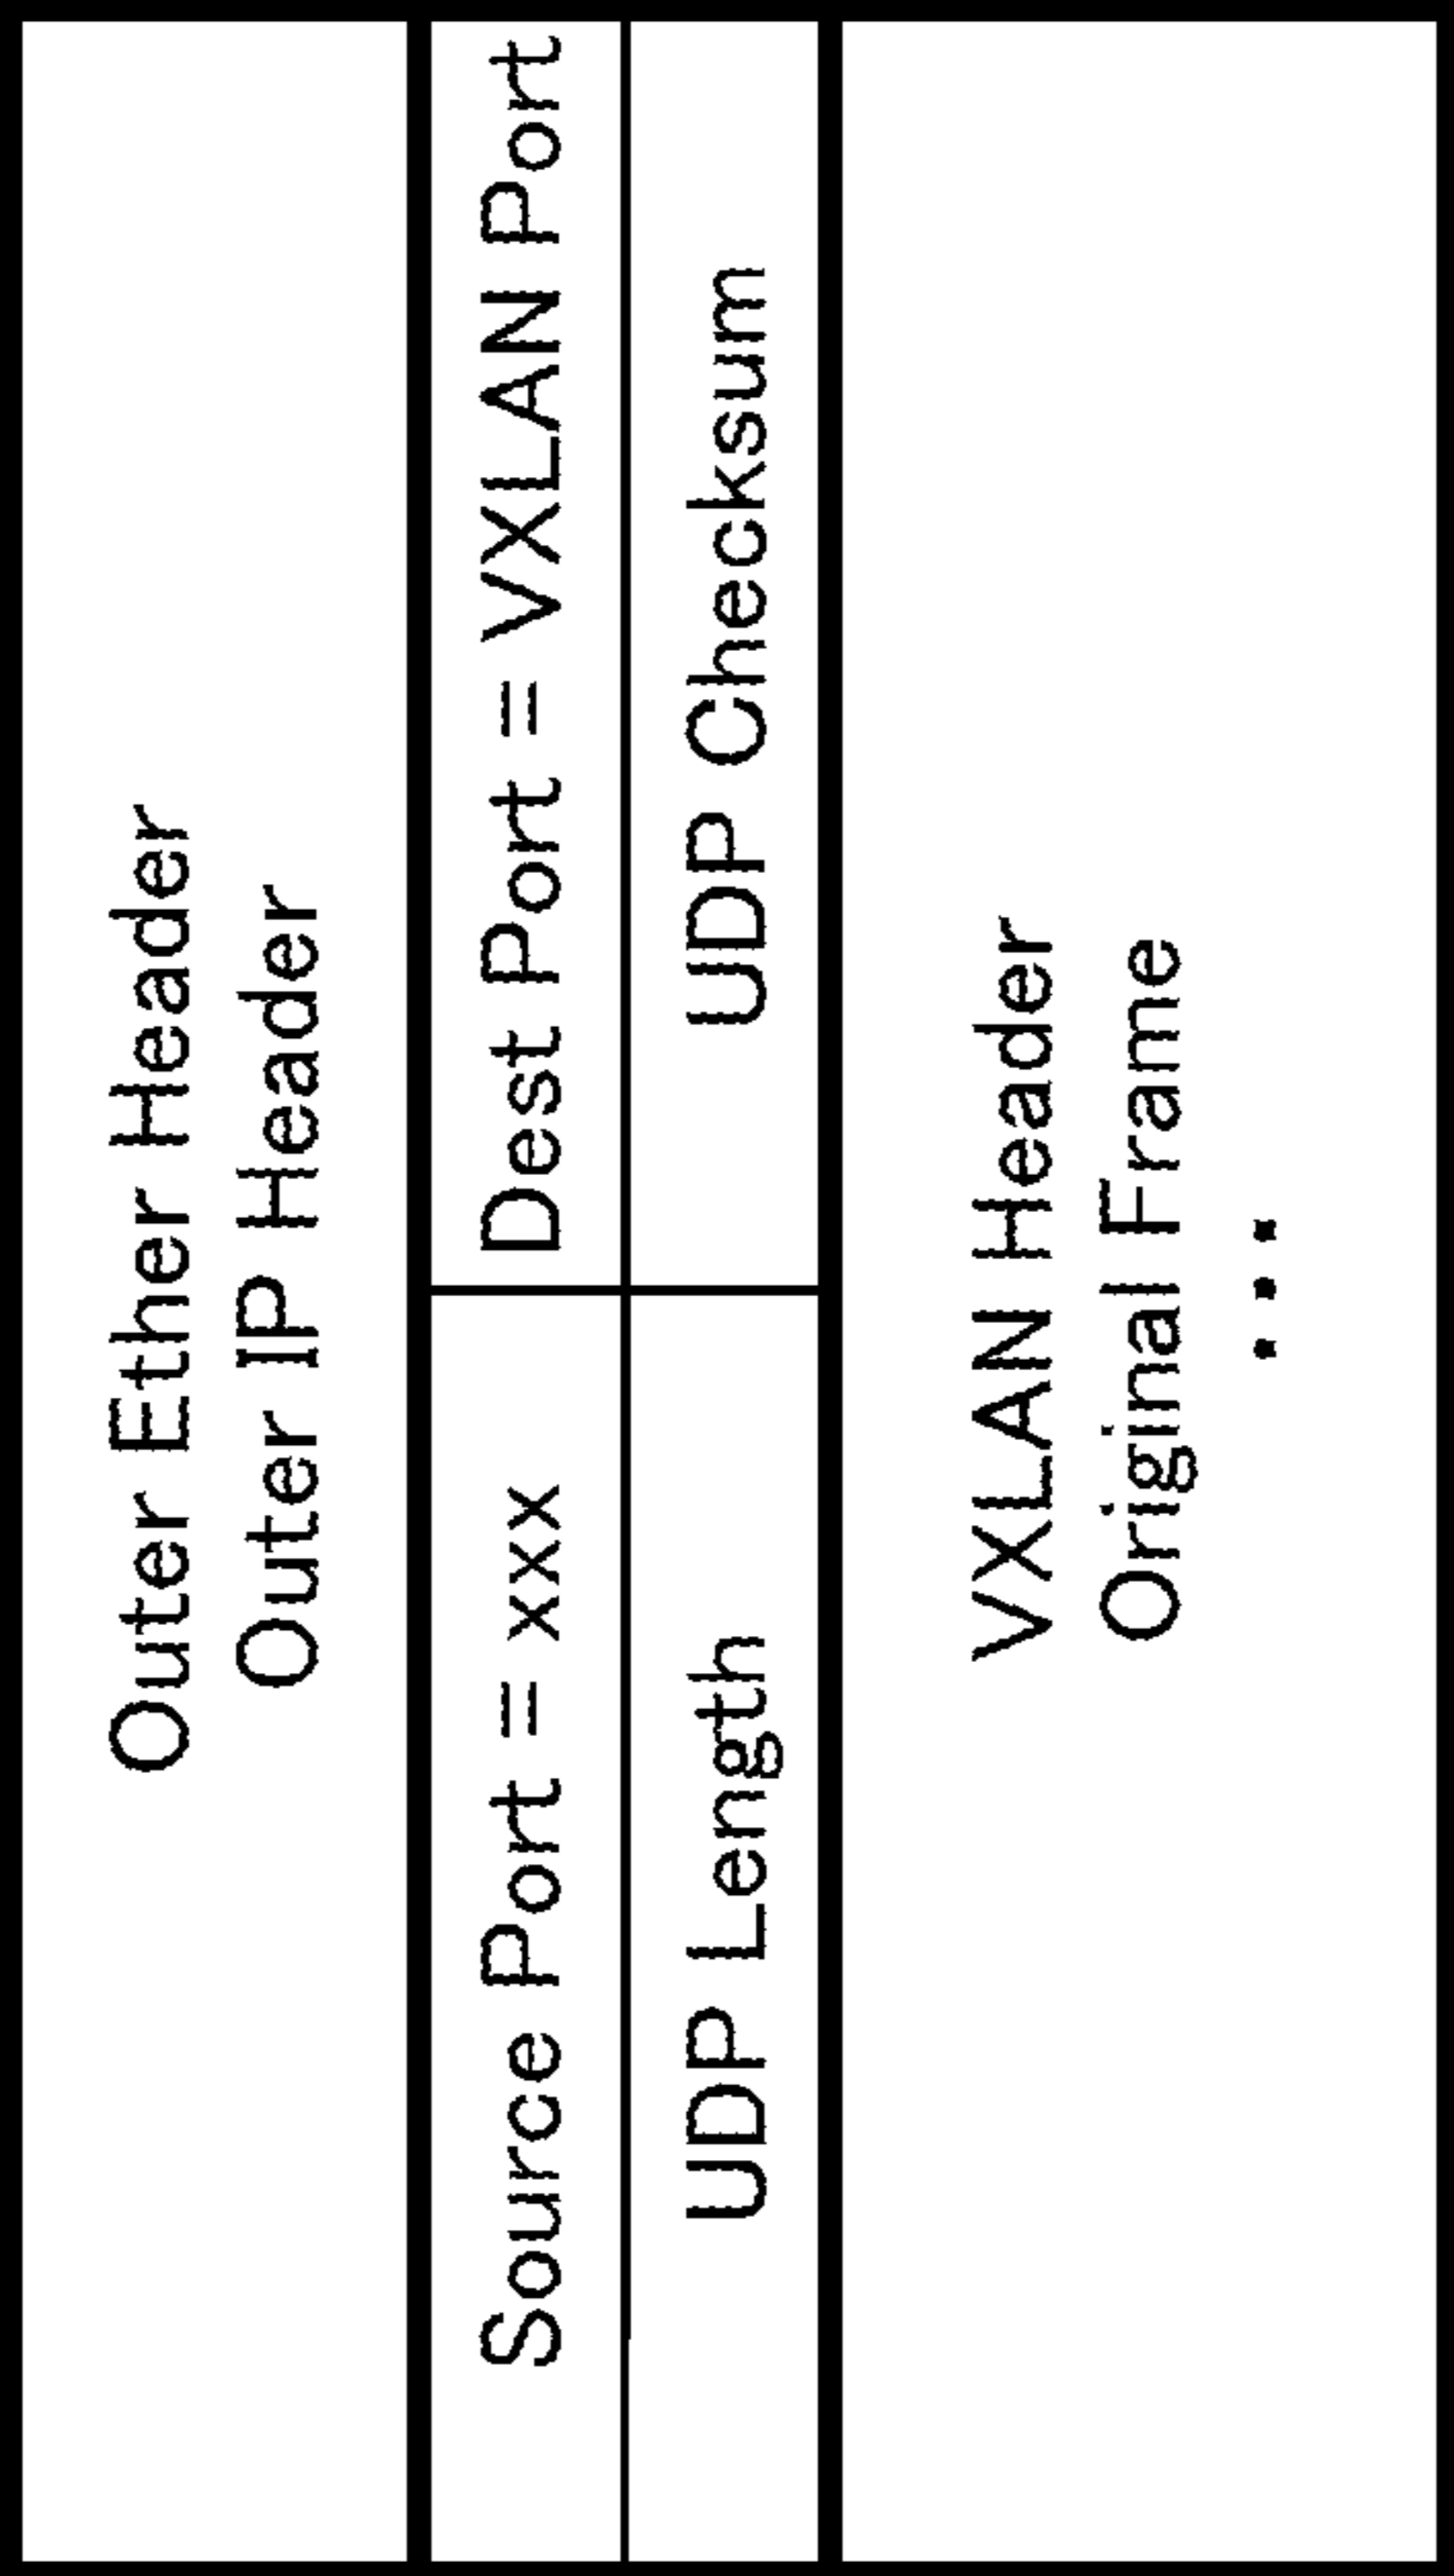 Outer Ether Header
Outer IP Header
Source Port = xxx
Dest Port = VXLAN Port
UDP Length
UDP Checksum
VXLAN Header
Original Frame
...